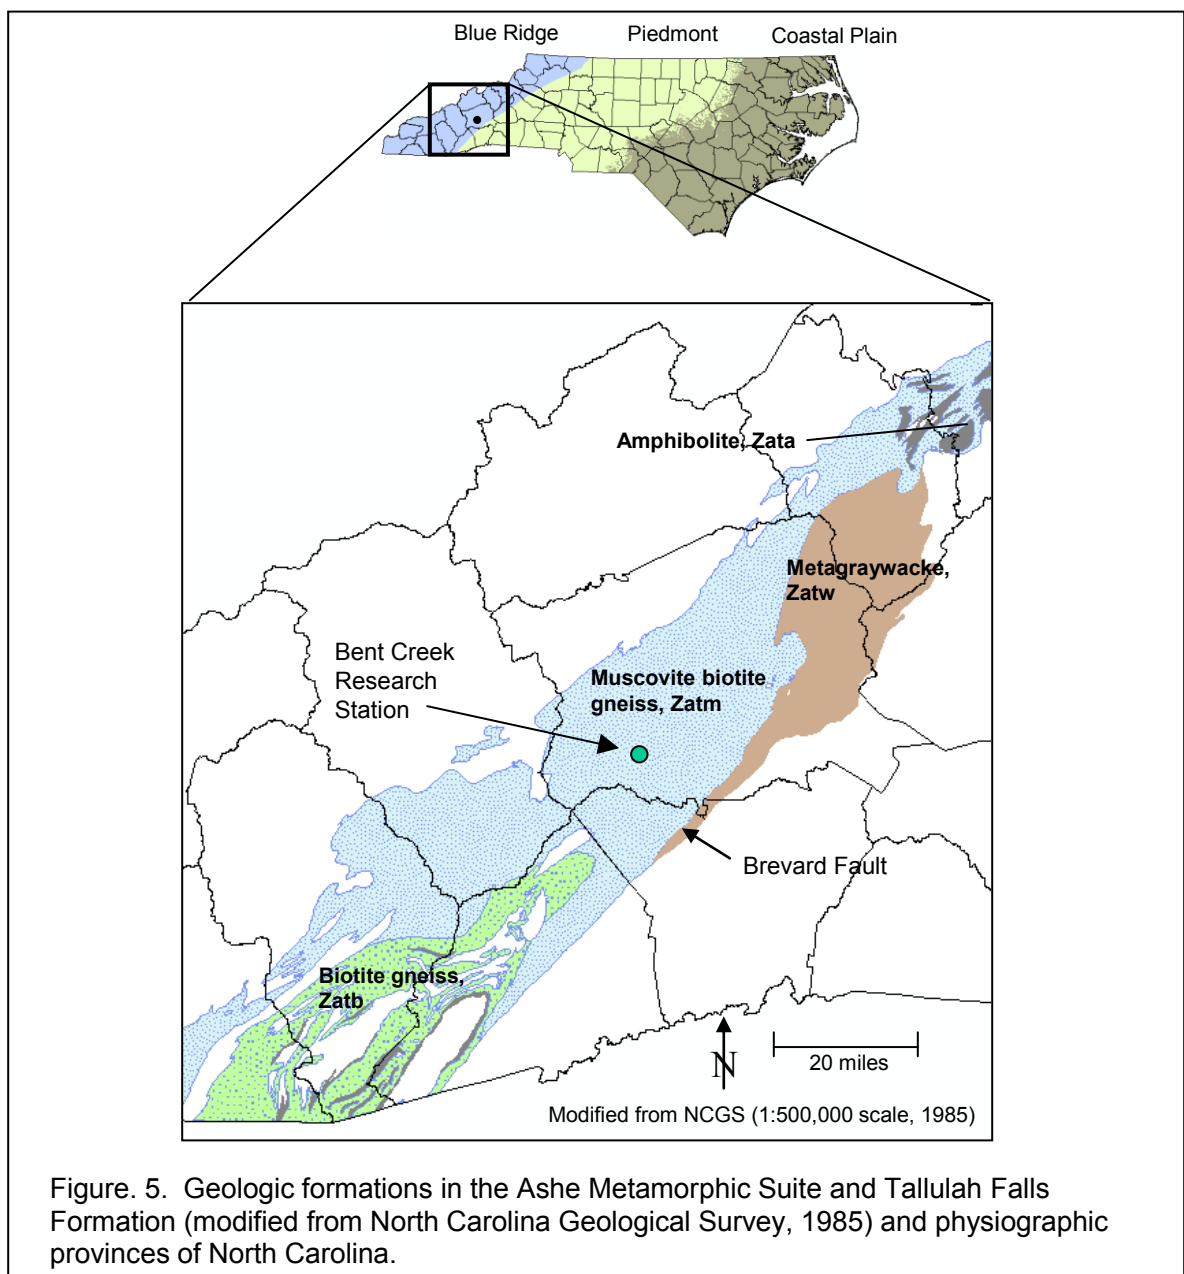 Blue Ridge
Piedmont
Coastal Plain
Amphibolite, Zata
Metagraywacke,
Zatw
Bent Creek
Research
Station
Muscovite biotite
gneiss, Zatm
Brevard Fault
Biotite gneiss,
Zatb
N
20 miles
Modified from NCGS (1:500,000 scale, 1985)
Figure. 5.  Geologic formations in the Ashe Metamorphic Suite and Tallulah Falls
Formation (modified from North Carolina Geological Survey, 1985) and physiographic
provinces of North Carolina.